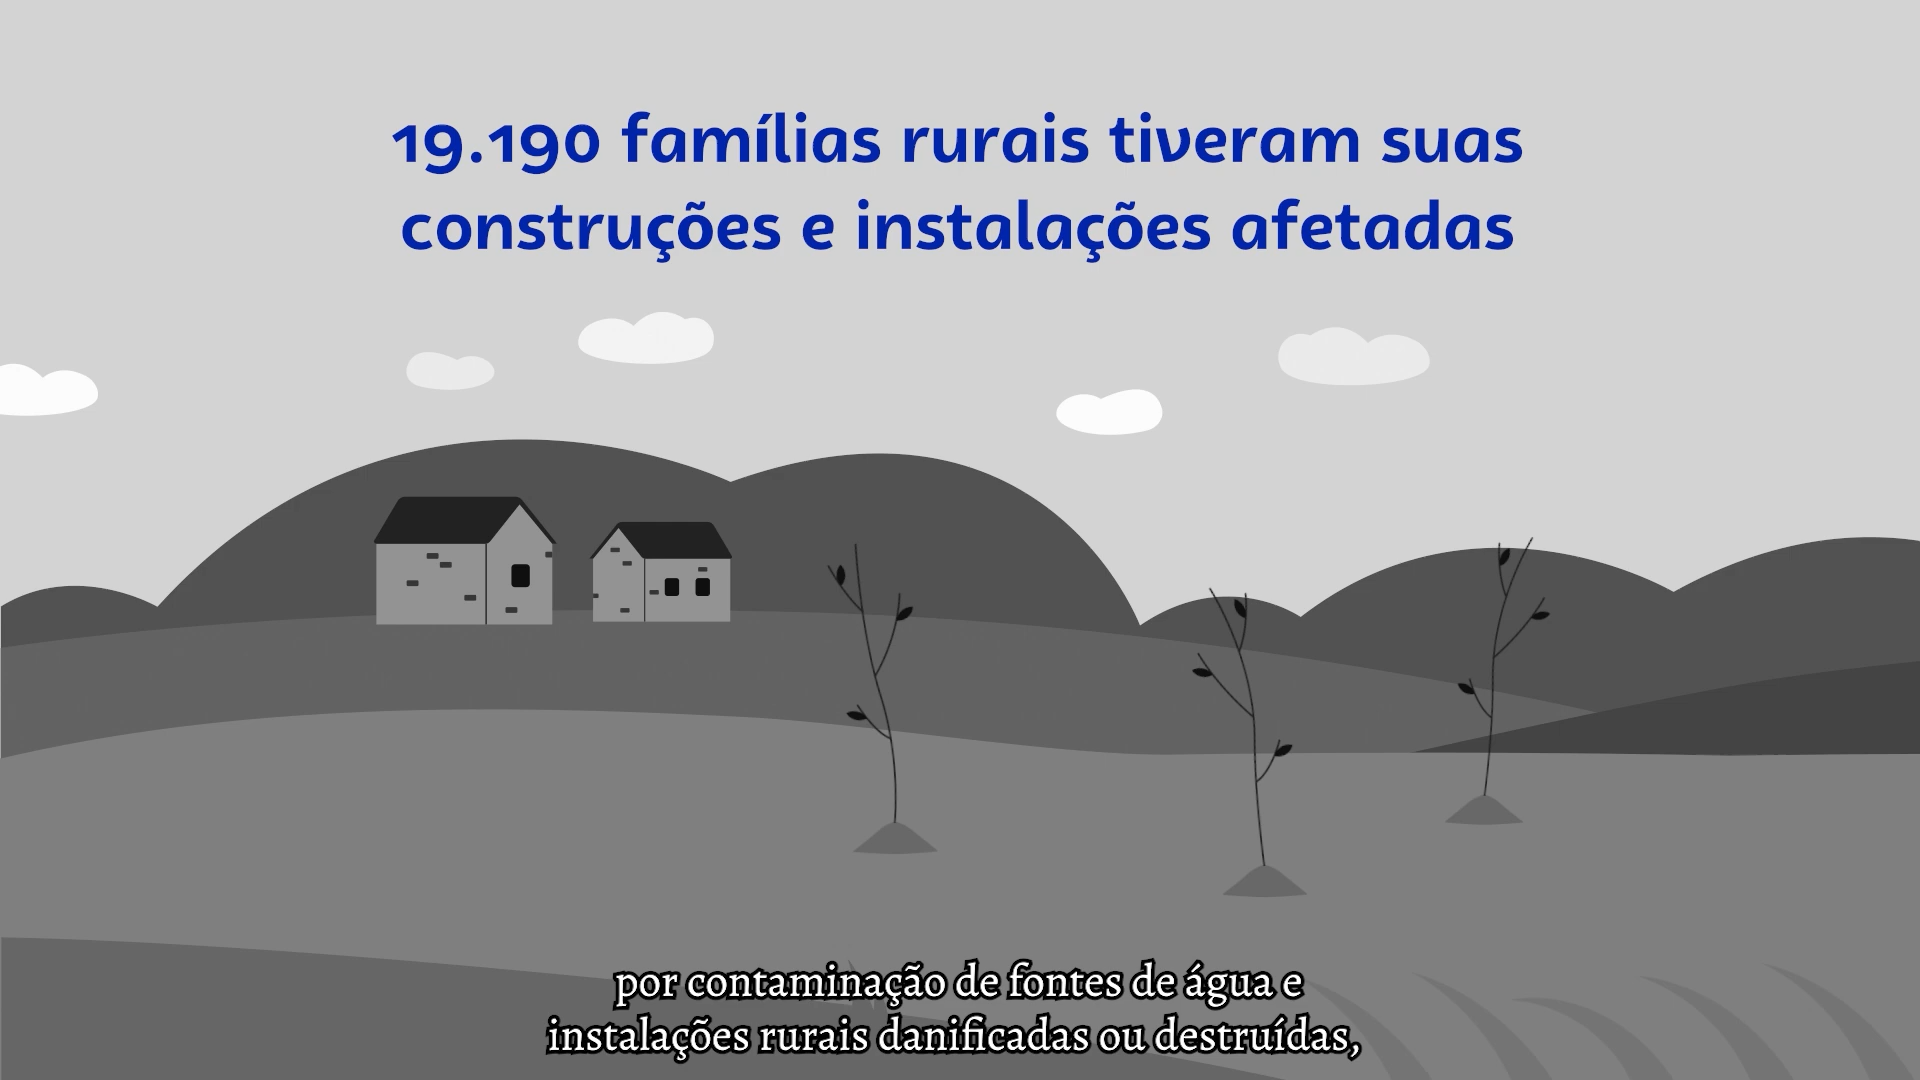 19.190 famílias rurais tiveram suas
construções e instalações afetadas
por contaminação de fontes de água e
instalações rurais danificadas ou destruídas,